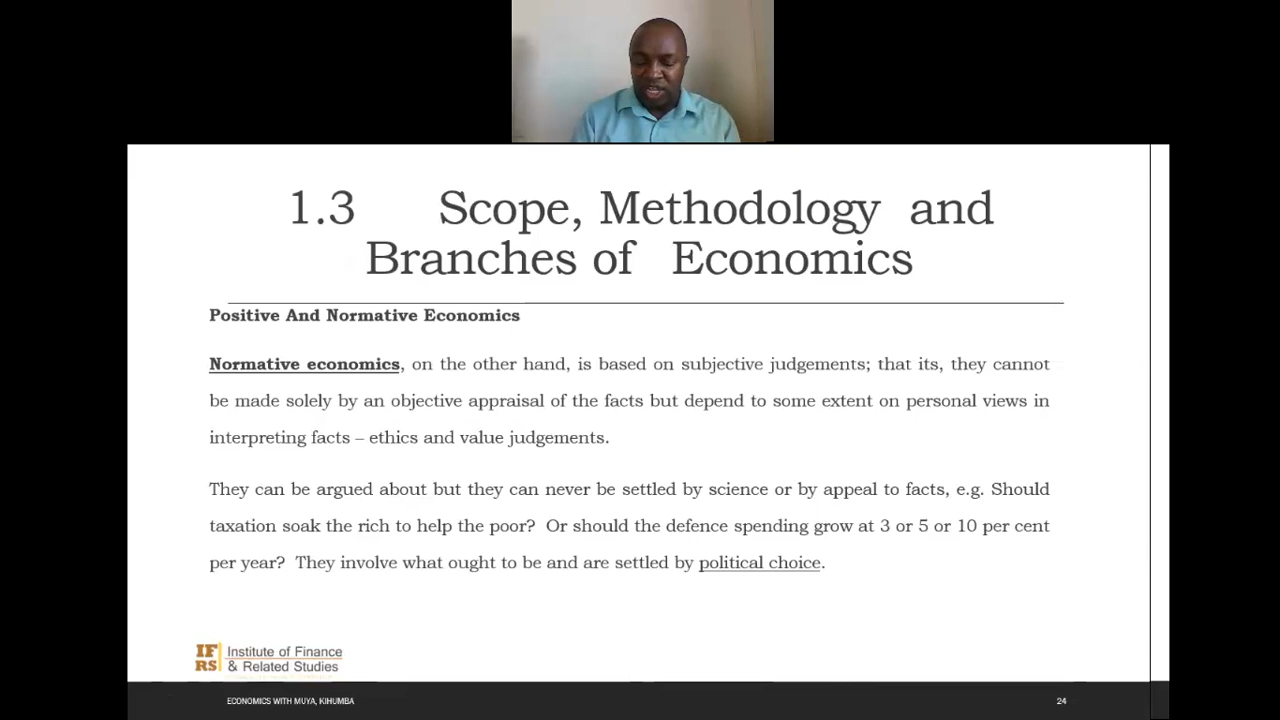 1.3 Scope, Methodology and
Branches of Economics
Positive And Normative Economics
Normative economics, on the other hand, is based on subjective judgements; that its, they cannot
be made solely by an objective appraisal of the facts but depend to some extent on personal views in
interpreting facts – ethics and value judgements.
They can be argued about but they can never be settled by science or by appeal to facts, e.g. Should
taxation soak the rich to help the poor? Or should the defence spending grow at 3 or 5 or 10 per cent
per year? They involve what ought to be and are settled by political choice.
IF
RS
Institute of Finance
& Related Studies
ECONOMICS WITH MUYA, KIHUMBA
24